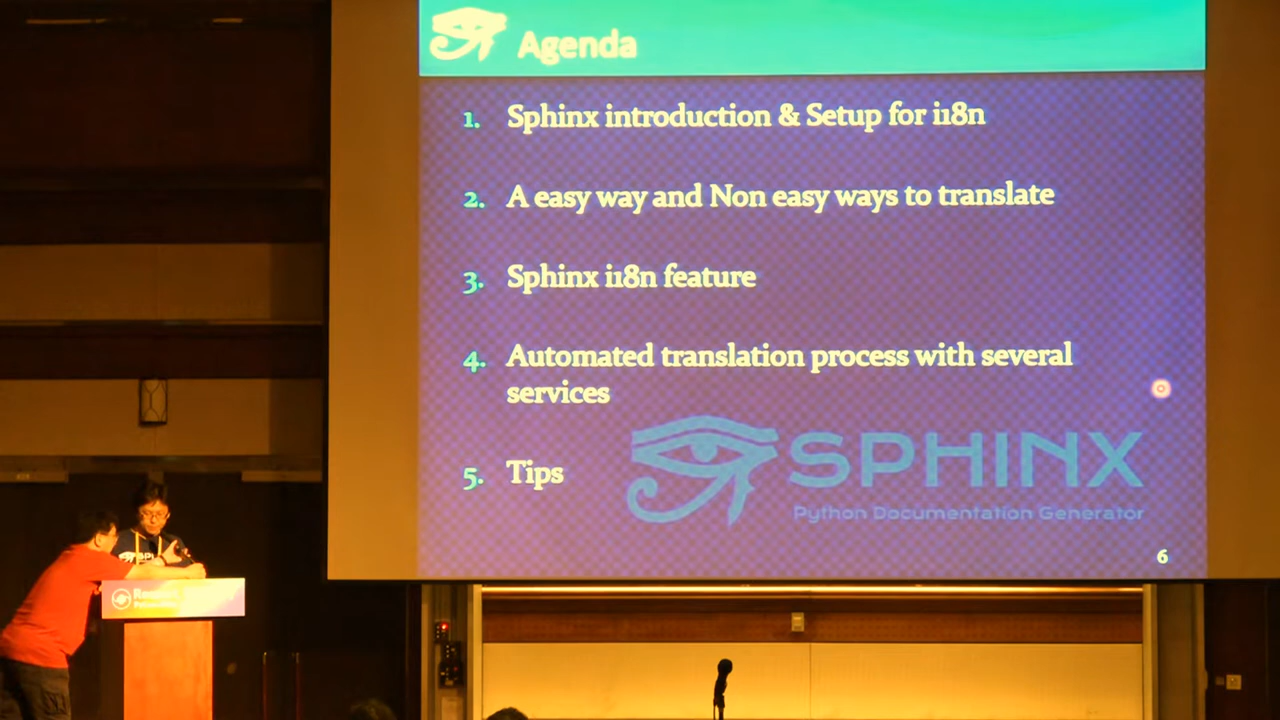 Agenda
1. Sphinx introduction & Setup for i18n
2. A easy way and Non easy ways to translate
3. Sphinx i18n feature
4. Automated translation process with several
services
5. Tips
SPHINX
Python Documentation Generator
6